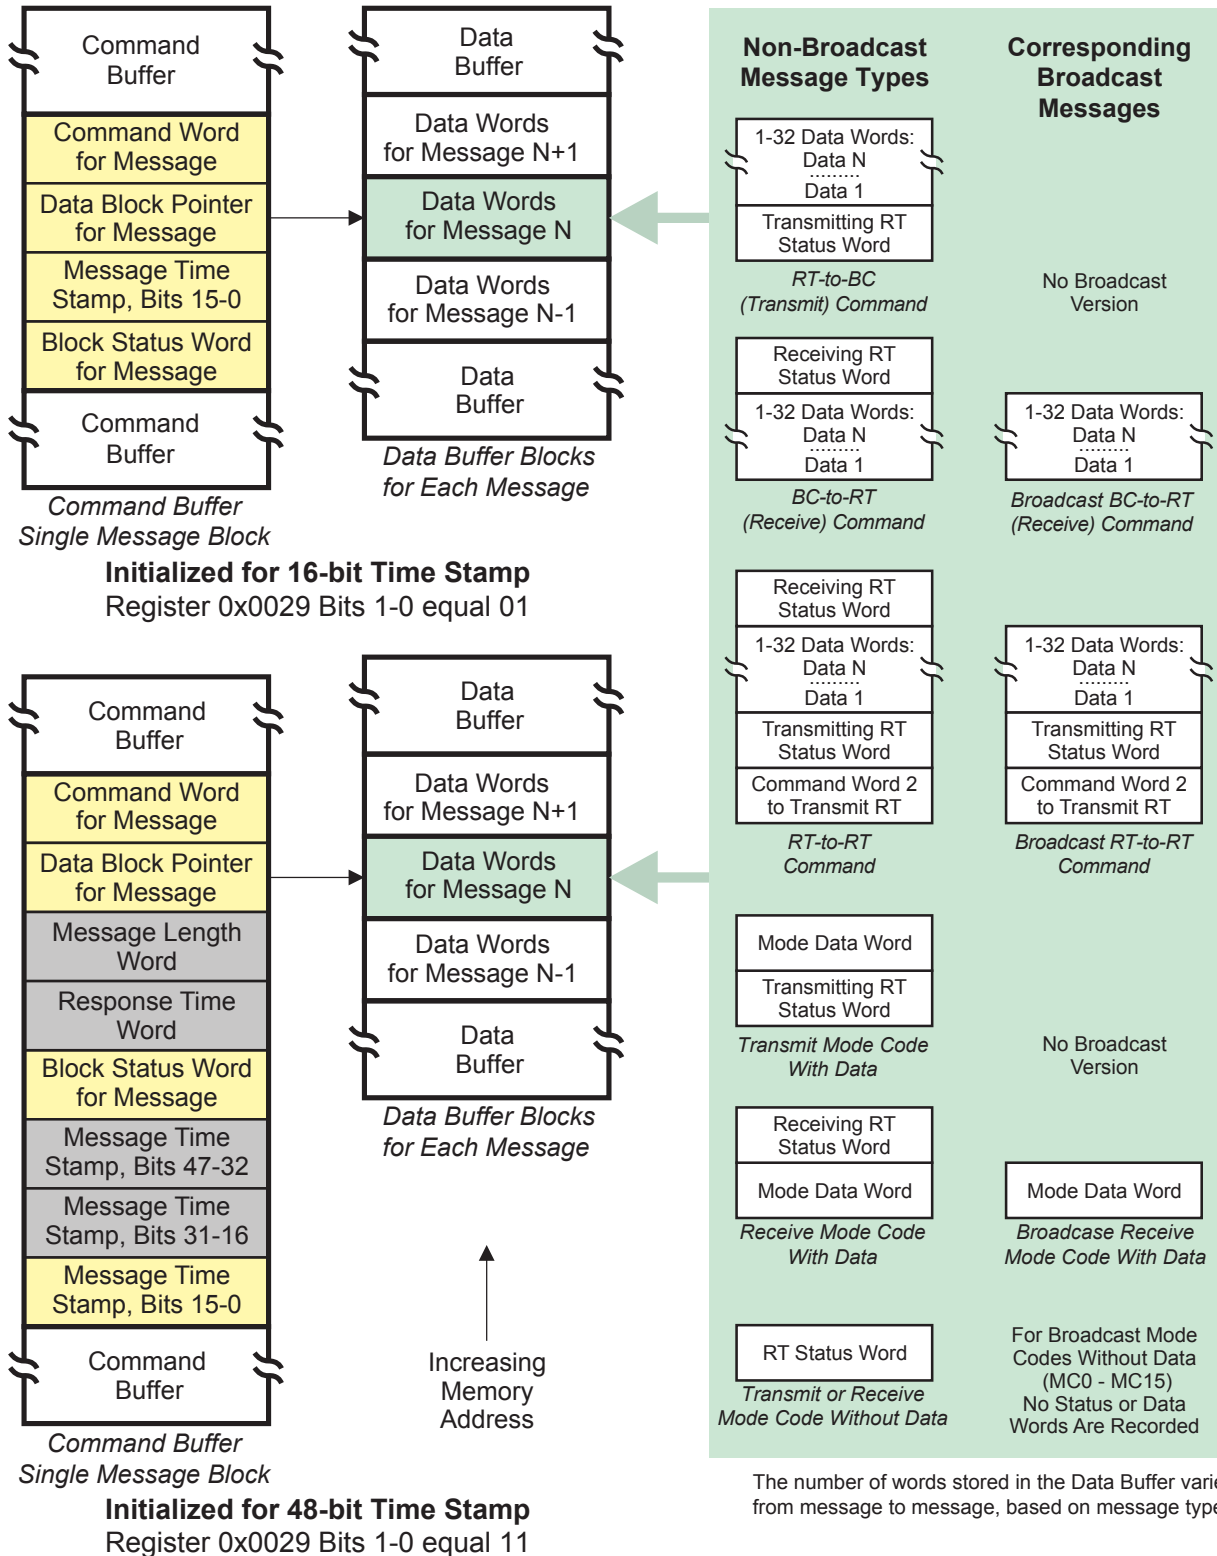 Command
Buffer
Command Word
for Message
Data Block Pointer
for Message
Message Time
Stamp, Bits 15-0
Block Status Word
for Message
Command
Buffer
Command Buffer
Single Message Block
Data
Buffer
Data Words
for Message N+1
Data Words
for Message N
Data Words
for Message N-1
Data
Buffer
Data Buffer Blocks
for Each Message
Initialized for 16-bit Time Stamp
Register 0x0029 Bits 1-0 equal 01
Command
Buffer
Command Word
for Message
Data Block Pointer
for Message
Message Length
Word
Response Time
Word
Block Status Word
for Message
Message Time
Stamp, Bits 47-32
Message Time
Stamp, Bits 31-16
Message Time
Stamp, Bits 15-0
Command
Buffer
Command Buffer
Single Message Block
Data
Buffer
Data Words
for Message N+1
Data Words
for Message N
Data Words
for Message N-1
Data
Buffer
Data Buffer Blocks
for Each Message
Increasing
Memory
Address
Initialized for 48-bit Time Stamp
Register 0x0029 Bits 1-0 equal 11
Non-Broadcast
Message Types
Corresponding
Broadcast
Messages
1-32 Data Words:
Data N
.........
Data 1
Transmitting RT
Status Word
RT-to-BC
(Transmit) Command
No Broadcast
Version
Receiving RT
Status Word
1-32 Data Words:
Data N
.........
Data 1
BC-to-RT
(Receive) Command
1-32 Data Words:
Data N
.........
Data 1
Broadcast BC-to-RT
(Receive) Command
Receiving RT
Status Word
1-32 Data Words:
Data N
.........
Data 1
Transmitting RT
Status Word
Command Word 2
to Transmit RT
RT-to-RT
Command
1-32 Data Words:
Data N
.........
Data 1
Transmitting RT
Status Word
Command Word 2
to Transmit RT
Broadcast RT-to-RT
Command
Mode Data Word
Transmitting RT
Status Word
Transmit Mode Code
With Data
No Broadcast
Version
Receiving RT
Status Word
Mode Data Word
Receive Mode Code
With Data
Mode Data Word
Broadcase Receive
Mode Code With Data
RT Status Word
Transmit or Receive
Mode Code Without Data
For Broadcast Mode
Codes Without Data
(MC0 - MC15)
No Status or Data
Words Are Recorded
The number of words stored in the Data Buffer varie
from message to message, based on message type